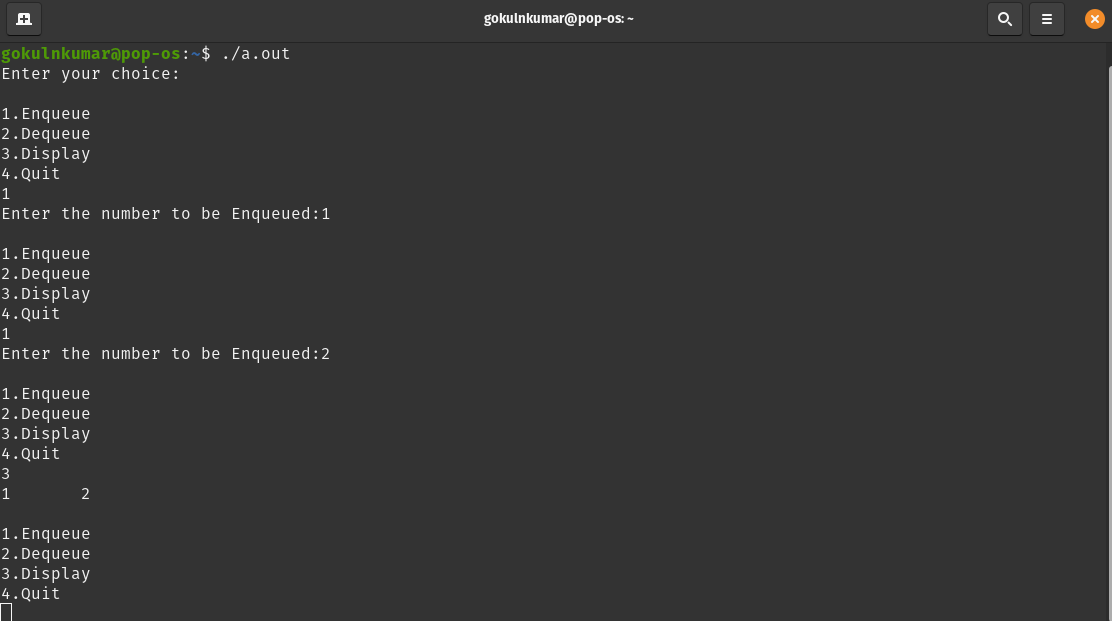 gokulnkumar@pop-os: ~
gokulnkumar@pop-os:~$ ./a.out
Enter your choice:
1.Enqueue
2.Dequeue
3.Display
4.Quit
1
Enter the number to be Enqueued:1
1.Enqueue
2.Dequeue
3.Display
4.Quit
1
Enter the number to be Enqueued:2
1.Enqueue
2.Dequeue
3.Display
4.Quit
3
1       2
1.Enqueue
2.Dequeue
3.Display
4.Quit